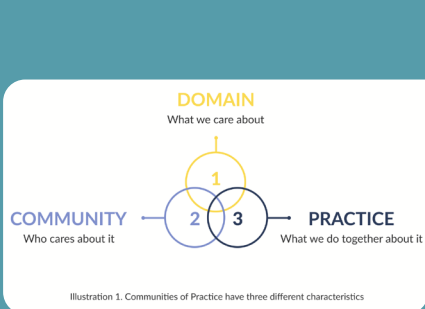 DOMAIN
What we care about
1
COMMUNITY
Who cares about it
2
3
PRACTICE
What we do together about it
Illustration 1. Communities of Practice have three different characteristics